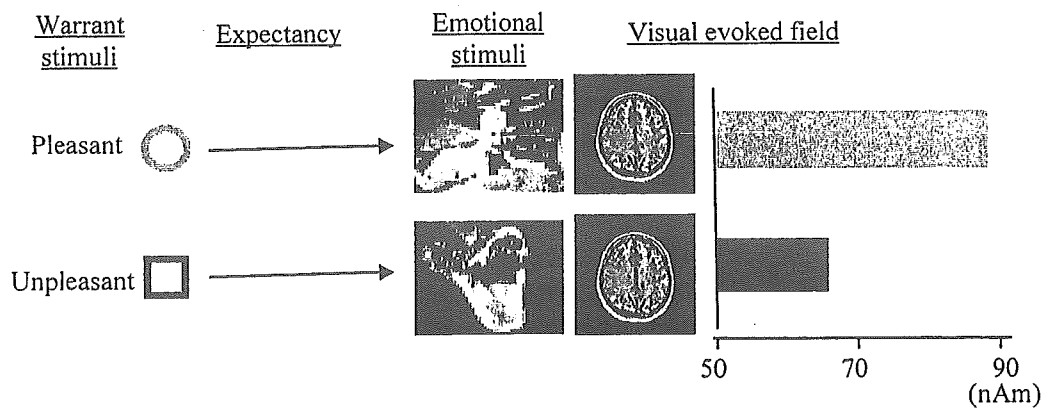 Warrant
stimuli
Expectancy
Emotional
stimuli
Visual evoked field
Pleasant
Unpleasant
50 70 90
(nAm)